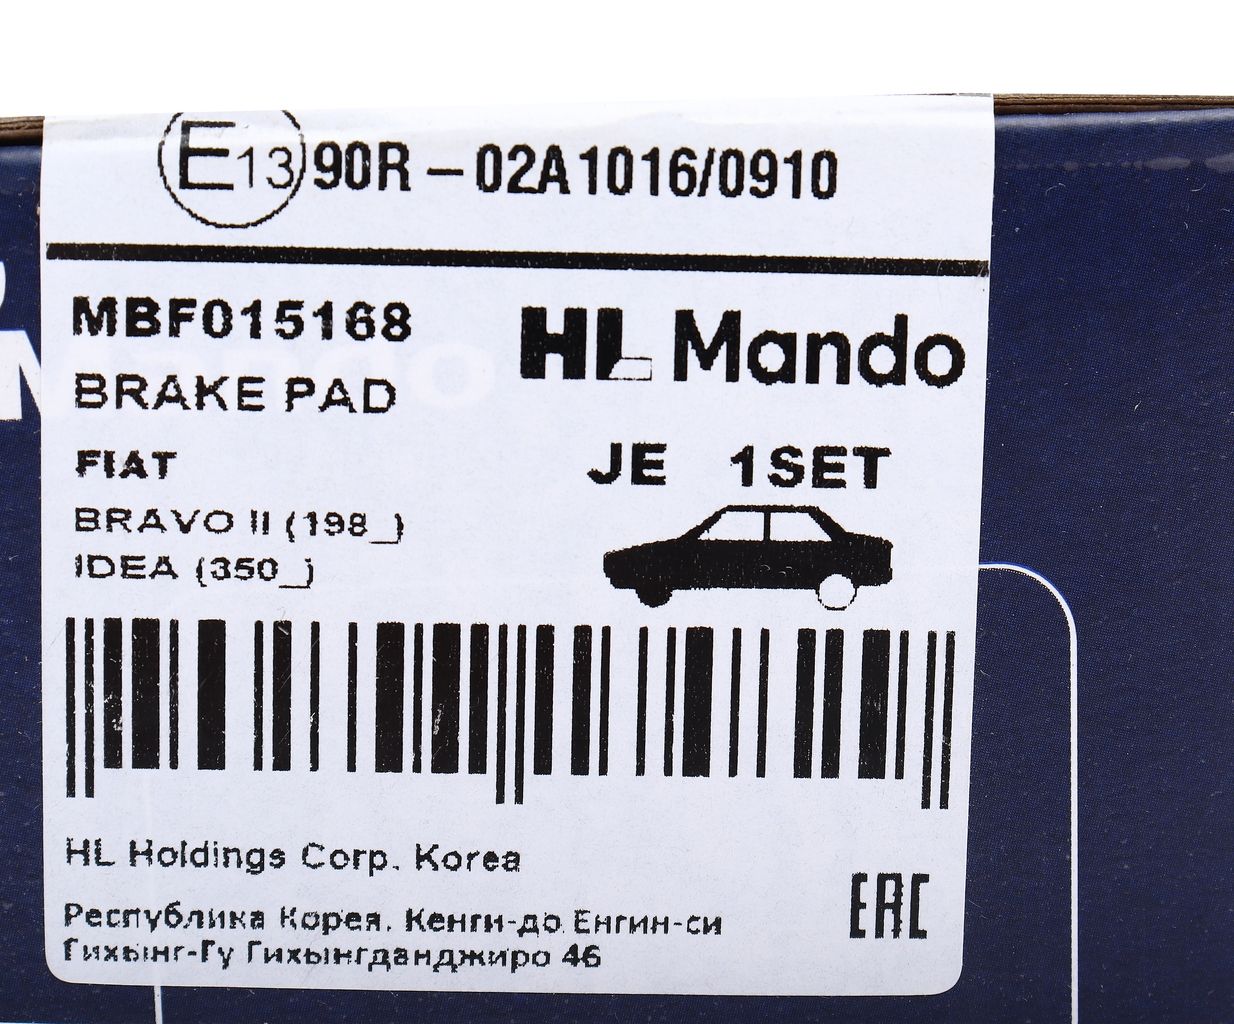 E13 90R - 02A1016/0910
MBF015168
HL Mando
BRAKE PAD
FIAT
JE 1SET
BRAVO II (198_)
IDEA (350_)
HL Holdings Corp. Korea
EAC
Республика Корея. Кенги-до Енгин-си
Гихынг-Гу Гихынгданджиро 46